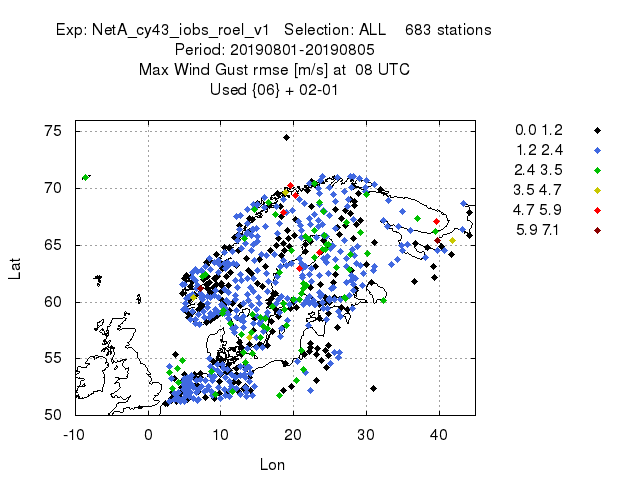 Exp: NetA_cy43_iobs_roel_v1 Selection: ALL 683 stations
Period: 20190801-20190805
Max Wind Gust rmse [m/s] at 08 UTC
Used {06} + 02-01
75
70
65
60
55
50
Lat
-10 0 10 20 30 40
Lon
0.0 1.2
1.2 2.4
2.4 3.5
3.5 4.7
4.7 5.9
5.9 7.1